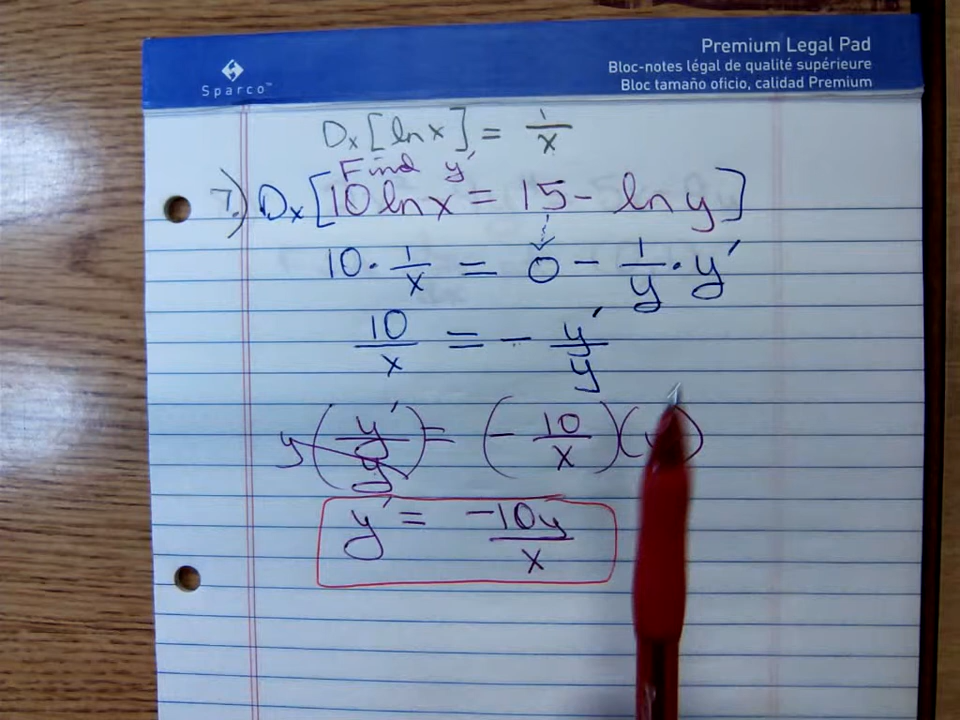 Premium Legal Pad
Bloc-notes légal de qualité supérieure
Bloc tamaño oficio, calidad Premium
Sparco™
Dx [ln x] = 1/x
Find y'
7.) Dx [10 ln x = 15 - ln y]
10 · 1/x = 0 - 1/y · y'
10/x = - y'/y
y (y'/y) = (- 10/x)(y)
y' = -10y/x